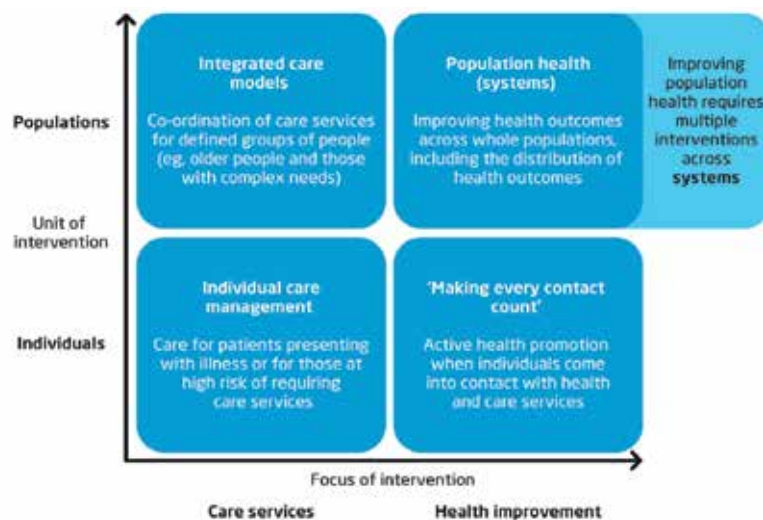 Integrated care
models
Co-ordination of care services
for defined groups of people
(eg, older people and those
with complex needs)
Population health
(systems)
Improving health outcomes
across whole populations,
including the distribution of
health outcomes
Improving
population
health requires
multiple
interventions
across
systems
Populations
Unit of
intervention
Individuals
Individual care
management
Care for patients presenting
with illness or for those at
high risk of requiring
care services
'Making every contact
count'
Active health promotion
when individuals come
into contact with health
and care services
Focus of intervention
Care services
Health improvement